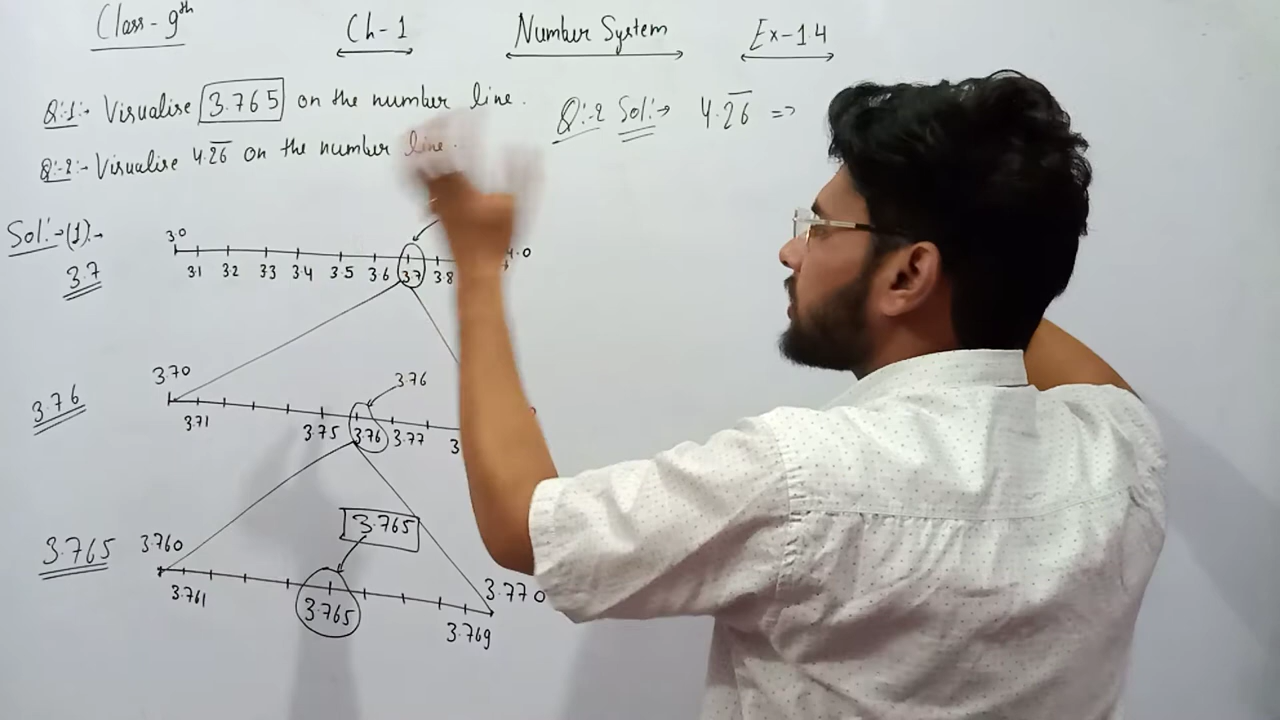 Class - 9th Ch-1 Number System Ex-1.4
Q:1:- Visualise 3.765 on the number line.
Q:-2:- Visualise 4.2̅6̅ on the number line.
Q:-2 Sol:→ 4.2̅6̅ =>
Sol:→(1)→
3.0 4.0
3.1 3.2 3.3 3.4 3.5 3.6 3.7 3.8
3.7
3.70 3.76
3.76
3.71 3.75 3.76 3.77
3.765
3.765 3.760 3.770
3.761 3.765 3.769